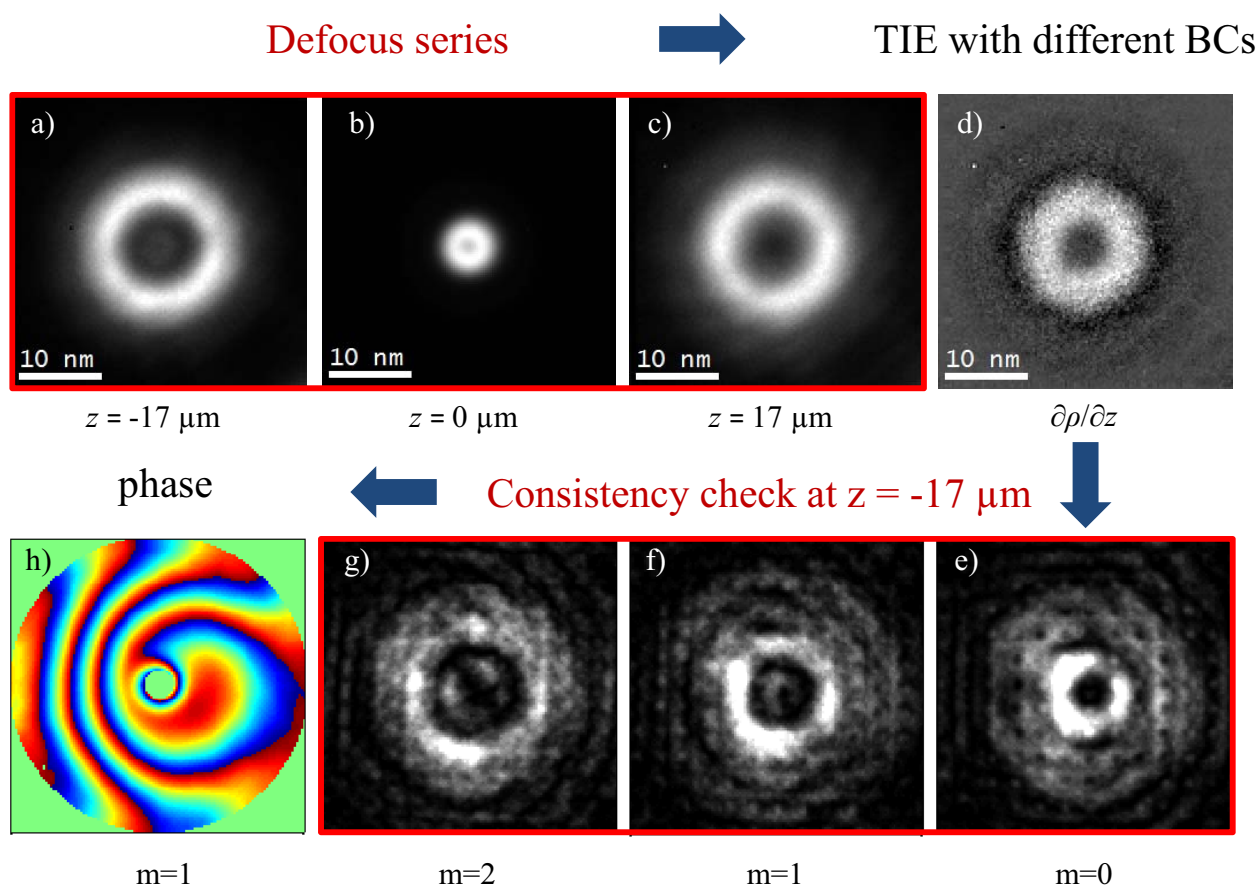 Defocus series
TIE with different BCs
a)
b)
c)
d)
10 nm
10 nm
10 nm
10 nm
z = -17 µm
z = 0 µm
z = 17 µm
∂ρ/∂z
phase
Consistency check at z = -17 µm
h)
g)
f)
e)
m=1
m=2
m=1
m=0